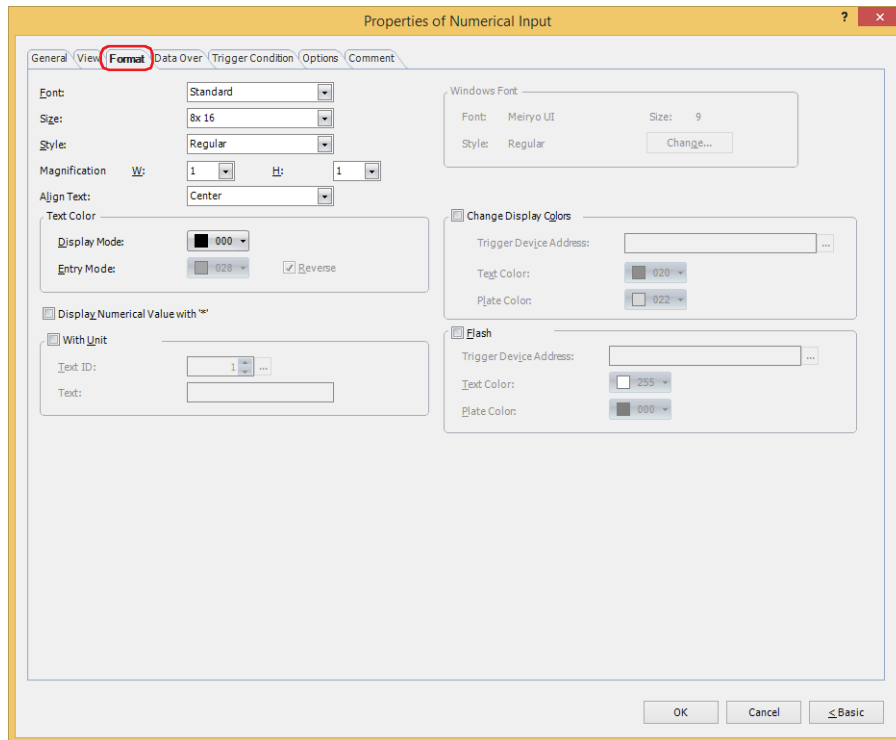 Properties of Numerical Input
? ×
General View Format Data Over Trigger Condition Options Comment
Font: Standard
Size: 8x 16
Style: Regular
Magnification W: 1 H: 1
Align Text: Center
Windows Font
Font: Meiryo UI Size: 9
Style: Regular Change...
Text Color
Display Mode: 000
Entry Mode: 028 Reverse
Change Display Colors
Trigger Device Address: ...
Text Color: 020
Plate Color: 022
Display Numerical Value with '*'
With Unit
Text ID: 1 ...
Text:
Flash
Trigger Device Address: ...
Text Color: 255
Plate Color: 000
OK Cancel < Basic